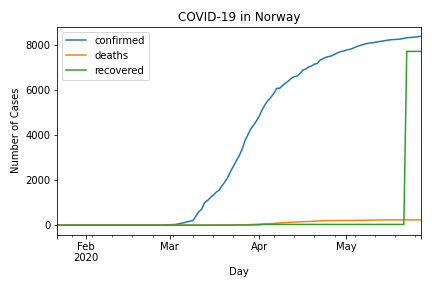 COVID-19 in Norway
confirmed
deaths
recovered
Number of Cases
8000
6000
4000
2000
0
Feb
2020
Mar
Apr
May
Day